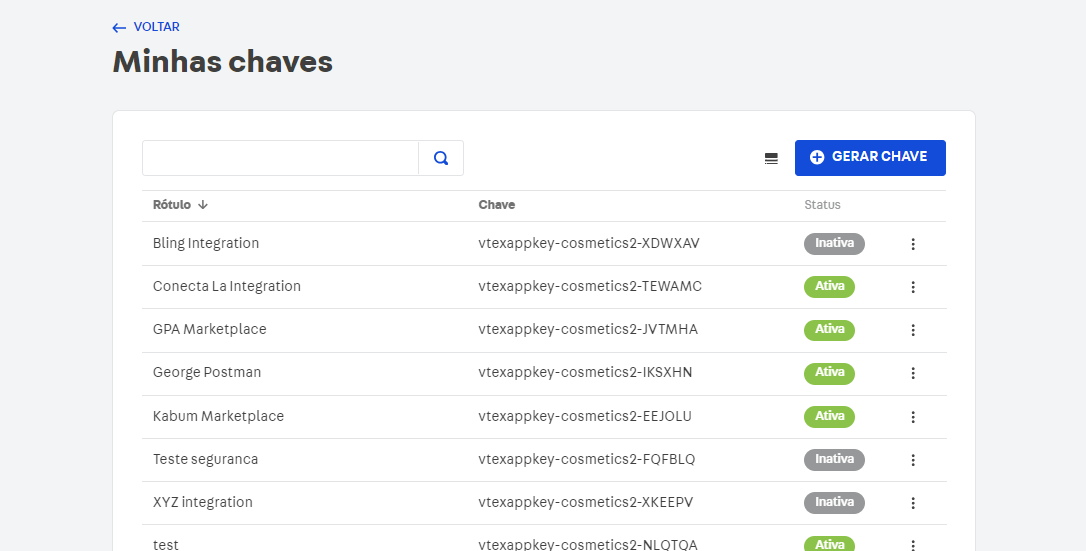 VOLTAR
Minhas chaves
GERAR CHAVE
Rótulo Chave Status
Bling Integration vtexappkey-cosmetics2-XDWXAV Inativa
Conecta La Integration vtexappkey-cosmetics2-TEWAMC Ativa
GPA Marketplace vtexappkey-cosmetics2-JVTMHA Ativa
George Postman vtexappkey-cosmetics2-IKSXHN Ativa
Kabum Marketplace vtexappkey-cosmetics2-EEJOLU Ativa
Teste seguranca vtexappkey-cosmetics2-FQFBLQ Inativa
XYZ integration vtexappkey-cosmetics2-XKEEPV Inativa
test vtexappkey-cosmetics2-NLQTQA Ativa